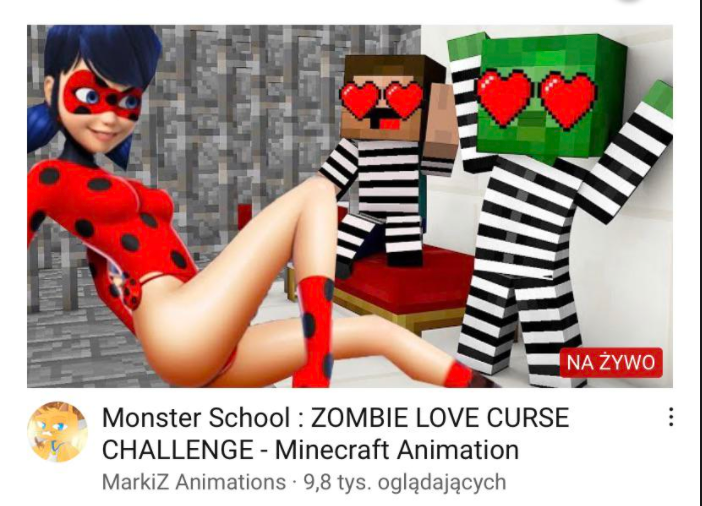 NA ŻYWO
Monster School : ZOMBIE LOVE CURSE
CHALLENGE - Minecraft Animation
MarkiZ Animations · 9,8 tys. oglądających